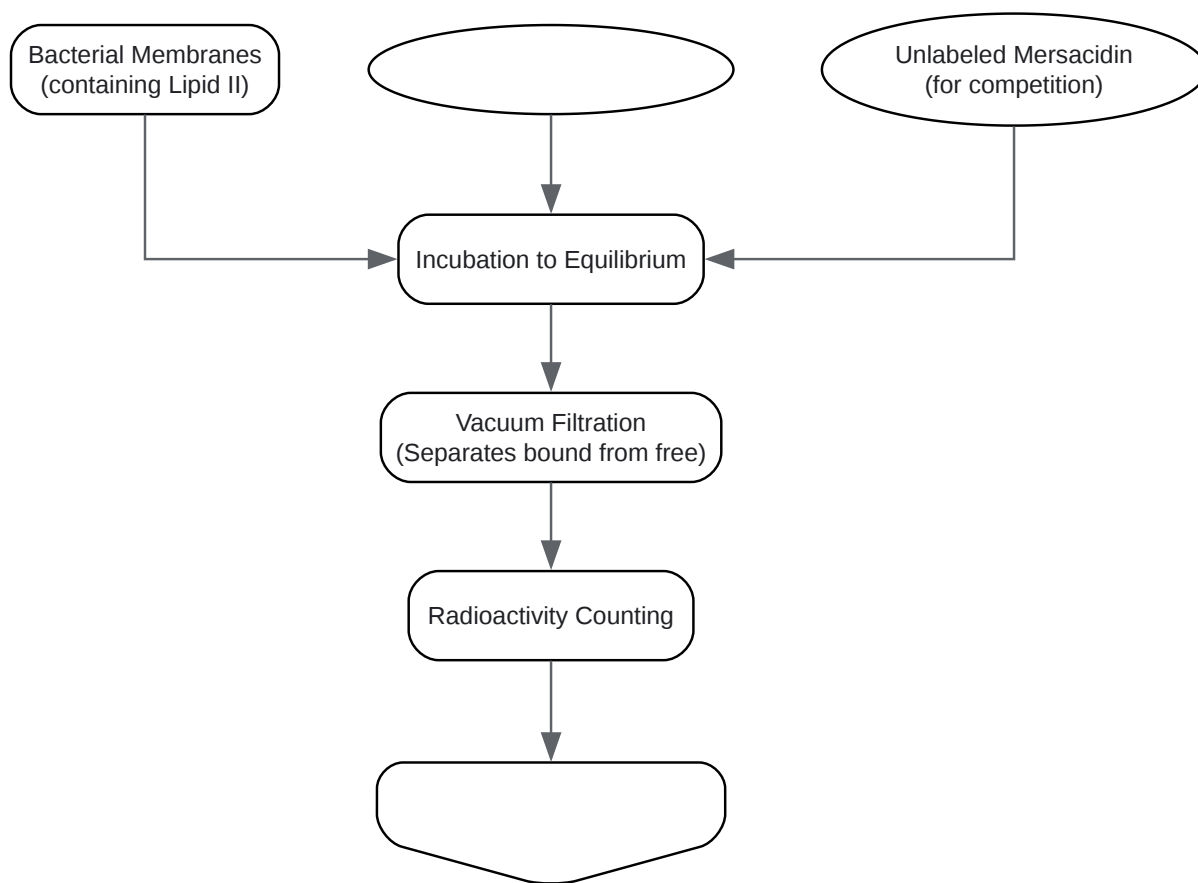 Bacterial Membranes
(containing Lipid II)
Unlabeled Mersacidin
(for competition)
Incubation to Equilibrium
Vacuum Filtration
(Separates bound from free)
Radioactivity Counting